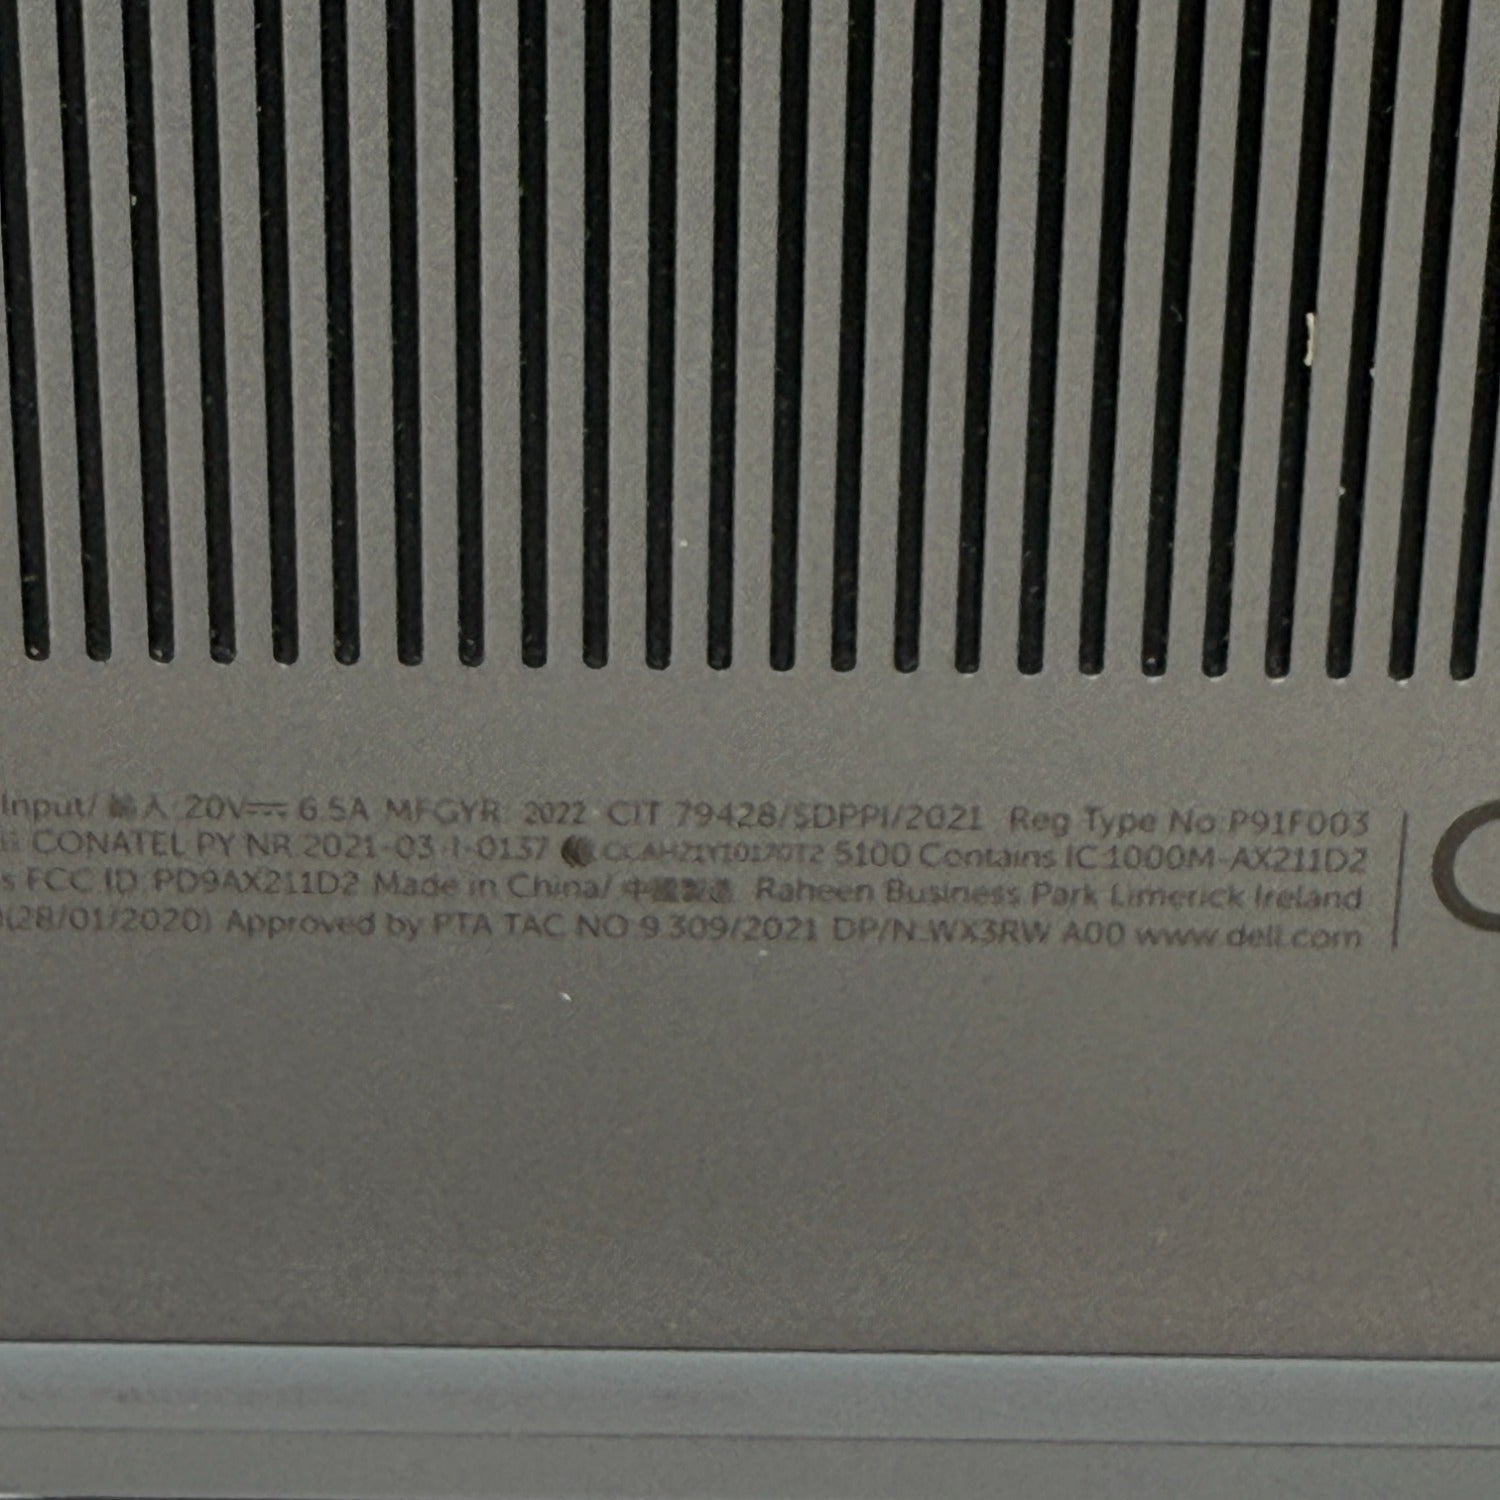 Input/ 輸入 20V⎓ 6.5A MFGYR 2022 CIT 79428/SDPPI/2021 Reg Type No P91F003
CONATEL PY NR 2021-03-I-0137 CCAH21Y10170T2 5100 Contains IC 1000M-AX211D2
s FCC ID PD9AX211D2 Made in China/ 中國製造 Raheen Business Park Limerick Ireland
(28/01/2020) Approved by PTA TAC NO 9 309/2021 DP/N WX3RW A00 www.dell.com